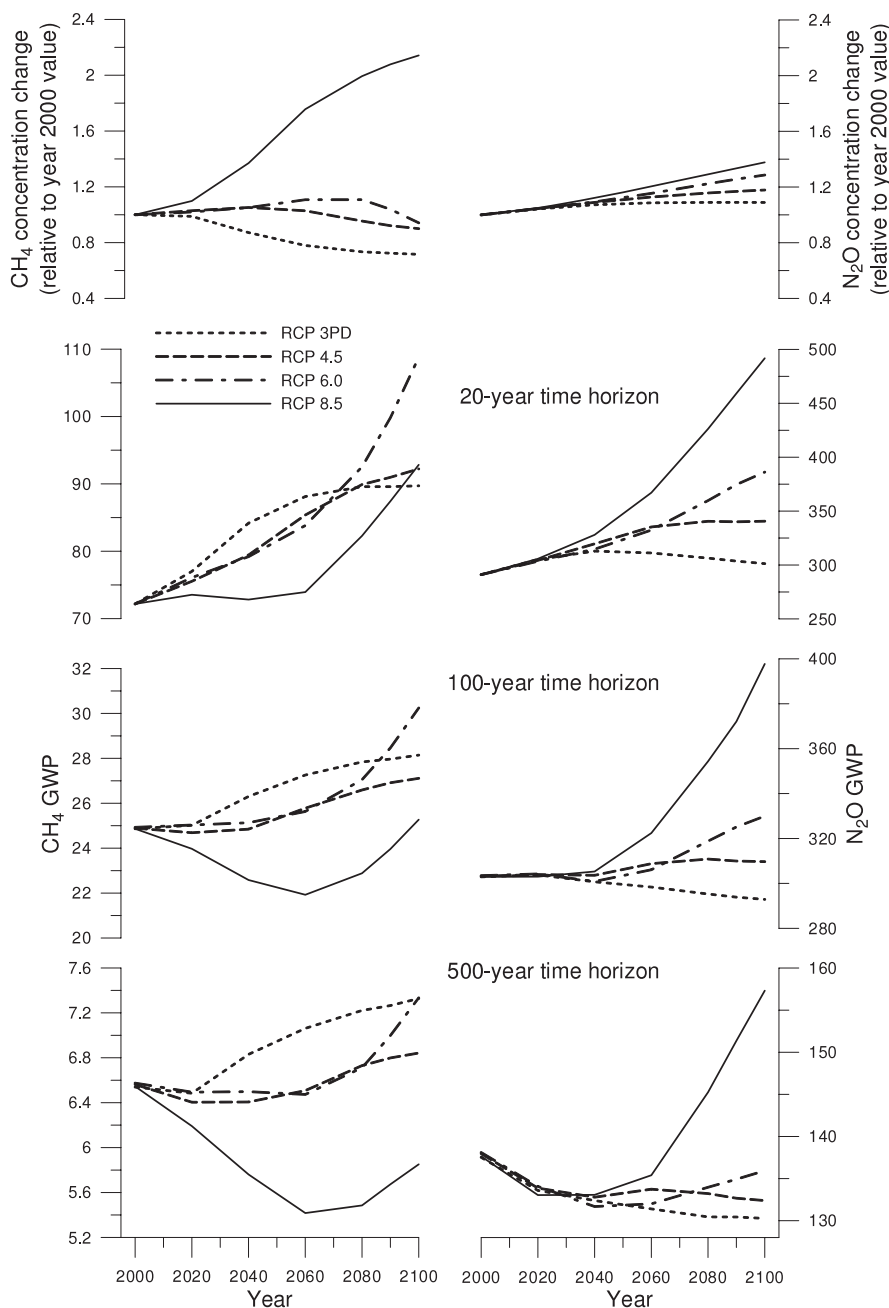 CH4 concentration change
(relative to year 2000 value)
2.4
2
1.6
1.2
0.8
0.4
2.4
2
1.6
1.2
0.8
0.4
N2O concentration change
(relative to year 2000 value)
RCP 3PD
RCP 4.5
RCP 6.0
RCP 8.5
110
100
90
80
70
20-year time horizon
500
450
400
350
300
250
CH4 GWP
32
30
28
26
24
22
20
100-year time horizon
400
360
320
280
N2O GWP
7.6
7.2
6.8
6.4
6
5.6
5.2
500-year time horizon
160
150
140
130
2000 2020 2040 2060 2080 2100
Year
2000 2020 2040 2060 2080 2100
Year